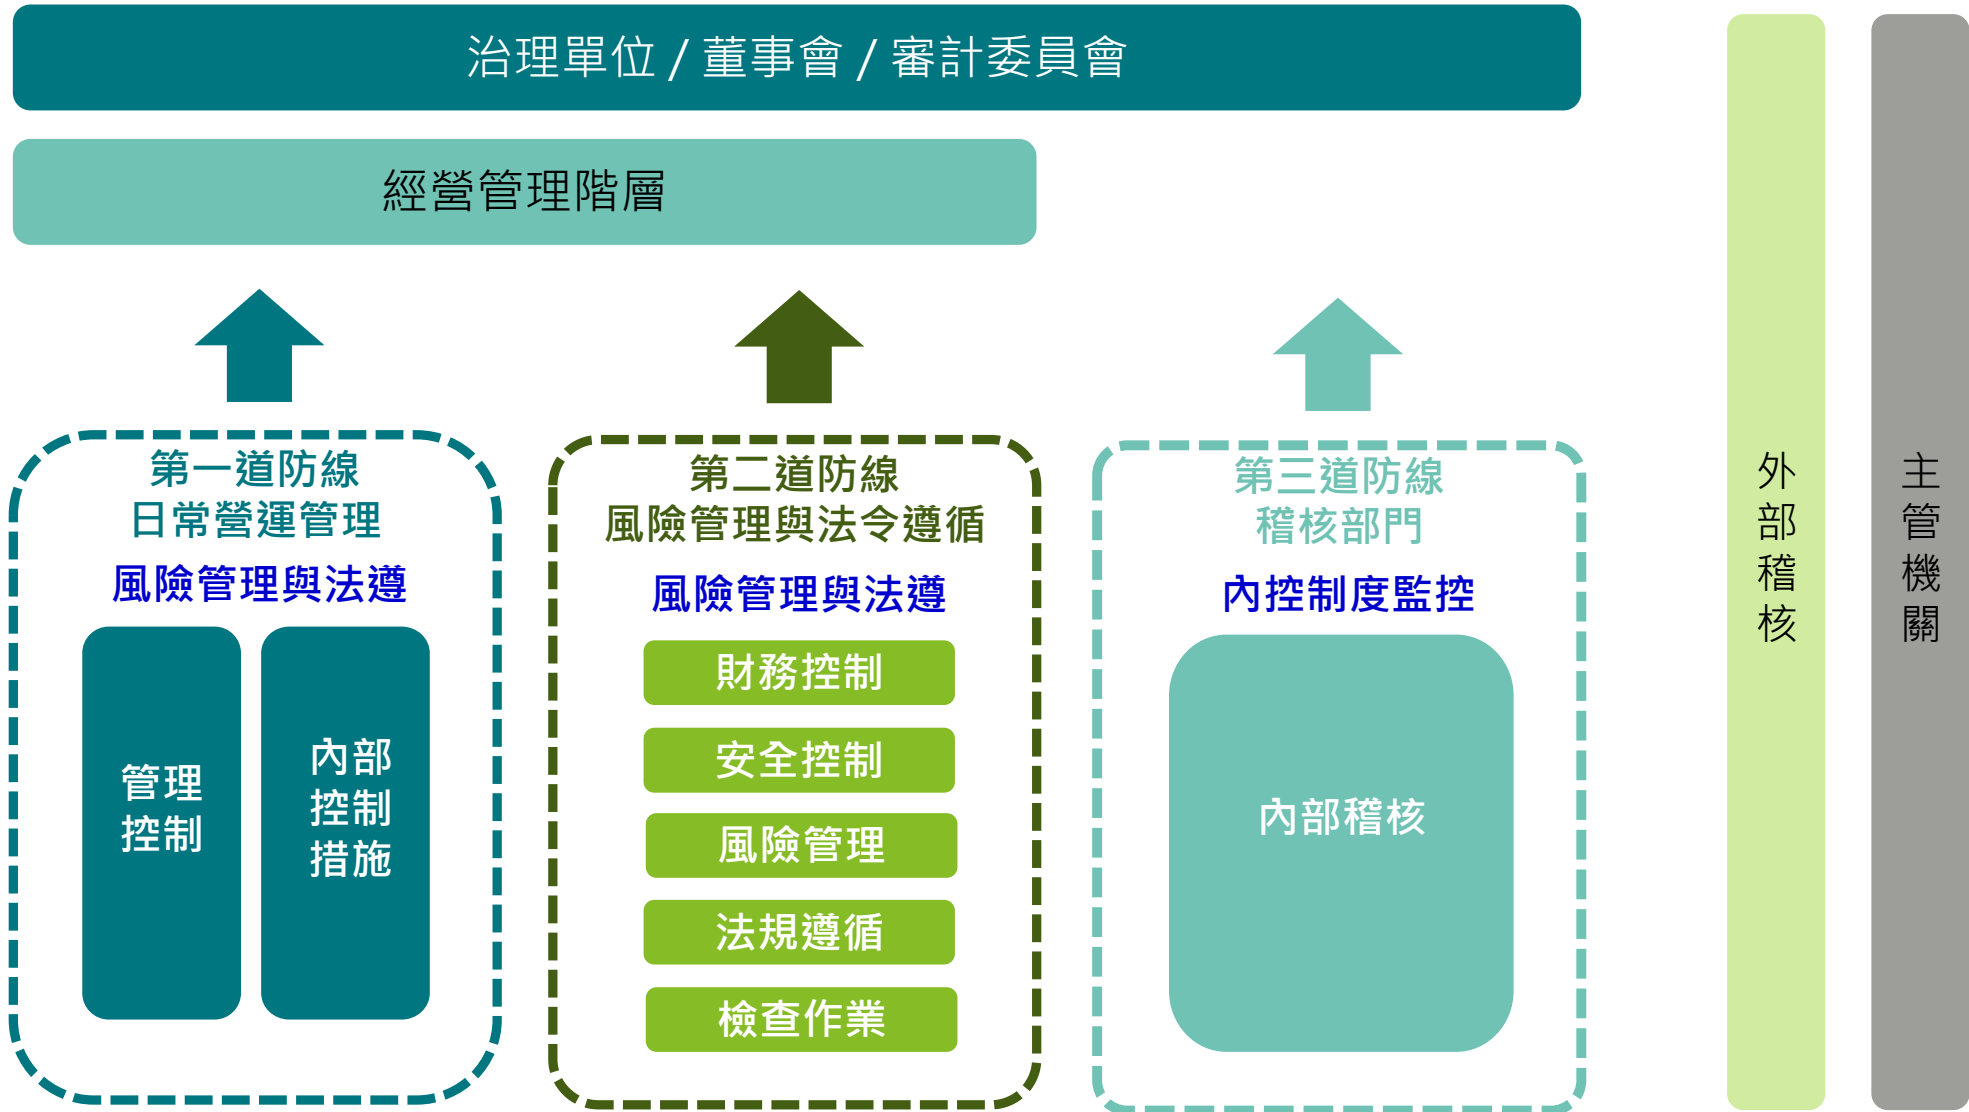 治理單位 / 董事會 / 審計委員會
經營管理階層
第一道防線
日常營運管理
風險管理與法遵
管理
控制
內部
控制
措施
第二道防線
風險管理與法令遵循
風險管理與法遵
財務控制
安全控制
風險管理
法規遵循
檢查作業
第三道防線
稽核部門
內控制度監控
內部稽核
外部稽核
主管機關